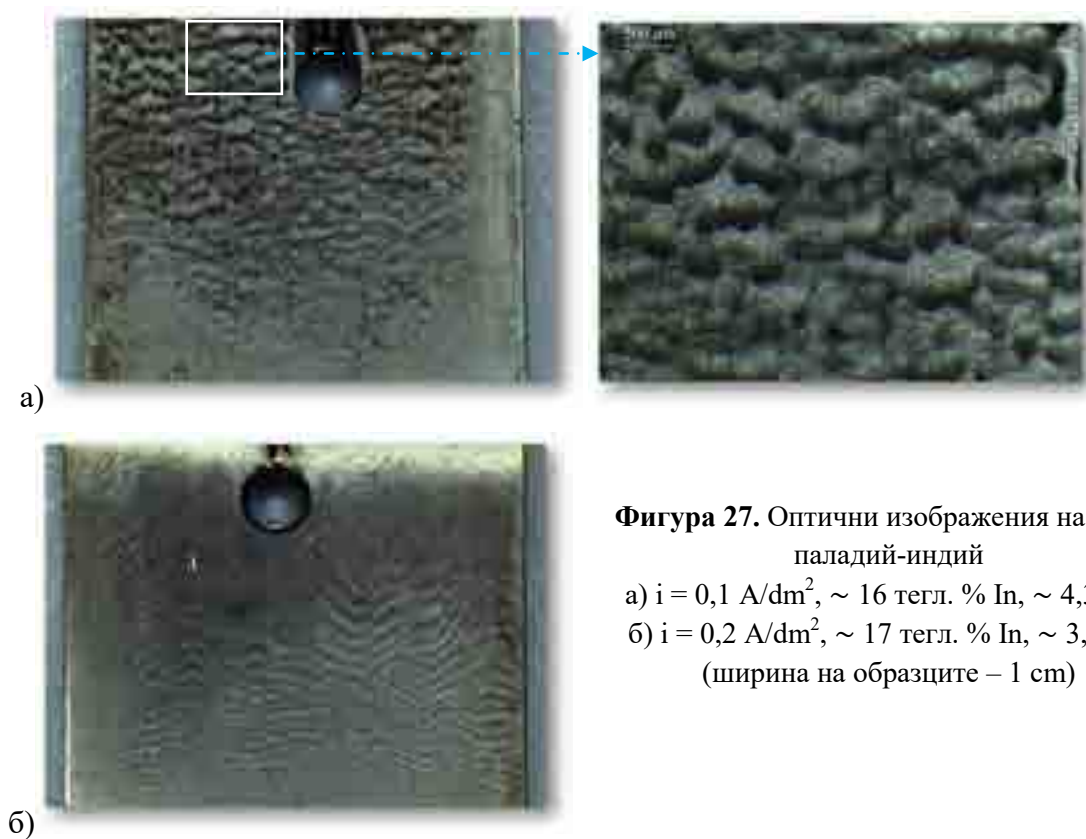 а)
Фигура 27. Оптични изображения на
паладий-индий
а) i = 0,1 A/dm², ~ 16 тегл. % In, ~ 4,
б) i = 0,2 A/dm², ~ 17 тегл. % In, ~ 3,
(ширина на образците – 1 cm)
б)